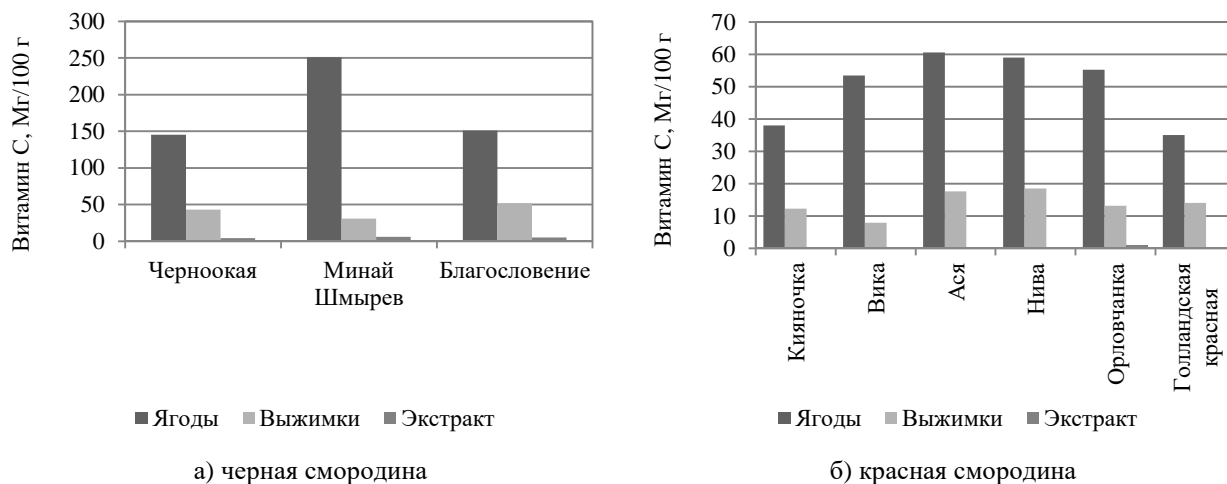 Витамин С, Мг/100 г
300
250
200
150
100
50
0
Черноокая
Минай
Шмырев
Благословение
Ягоды
Выжимки
Экстракт
а) черная смородина
Витамин С, Мг/100 г
70
60
50
40
30
20
10
0
Кияночка
Вика
Ася
Нива
Орловчанка
Голландская
красная
Ягоды
Выжимки
Экстракт
б) красная смородина